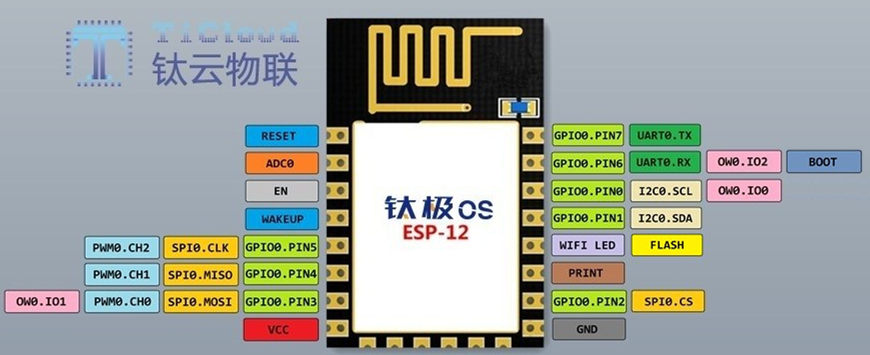 TiCloud
钛云物联
钛极OS
ESP-12
RESET
ADC0
EN
WAKEUP
PWM0.CH2 SPI0.CLK GPIO0.PIN5
PWM0.CH1 SPI0.MISO GPIO0.PIN4
OW0.IO1 PWM0.CH0 SPI0.MOSI GPIO0.PIN3
VCC
GPIO0.PIN7 UART0.TX
GPIO0.PIN6 UART0.RX OW0.IO2 BOOT
GPIO0.PIN0 I2C0.SCL OW0.IO0
GPIO0.PIN1 I2C0.SDA
WIFI LED FLASH
PRINT
GPIO0.PIN2 SPI0.CS
GND